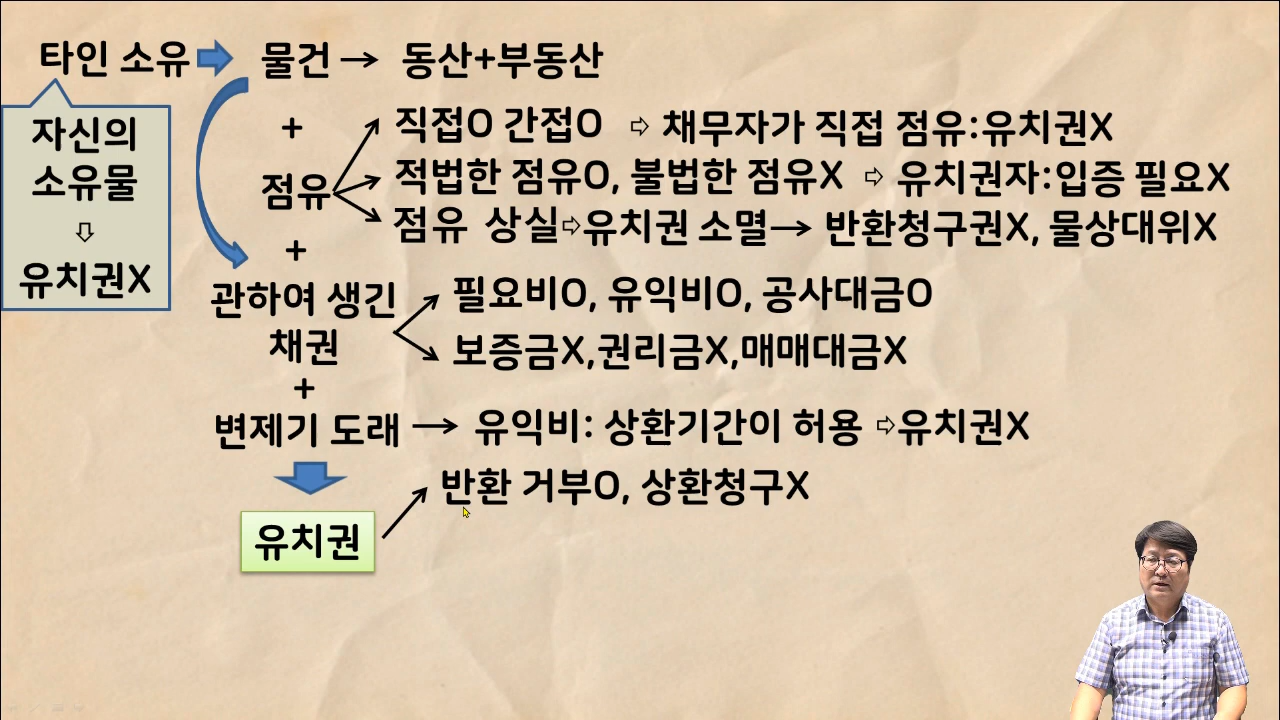 타인 소유 물건 → 동산+부동산
자신의
소유물
⇩
유치권X
+
점유
직접O 간접O ⇨ 채무자가 직접 점유:유치권X
적법한 점유O, 불법한 점유X ⇨ 유치권자:입증 필요X
점유 상실⇨유치권 소멸→ 반환청구권X, 물상대위X
+
관하여 생긴
채권
필요비O, 유익비O, 공사대금O
보증금X,권리금X,매매대금X
+
변제기 도래 → 유익비: 상환기간이 허용 ⇨유치권X
유치권
반환 거부O, 상환청구X